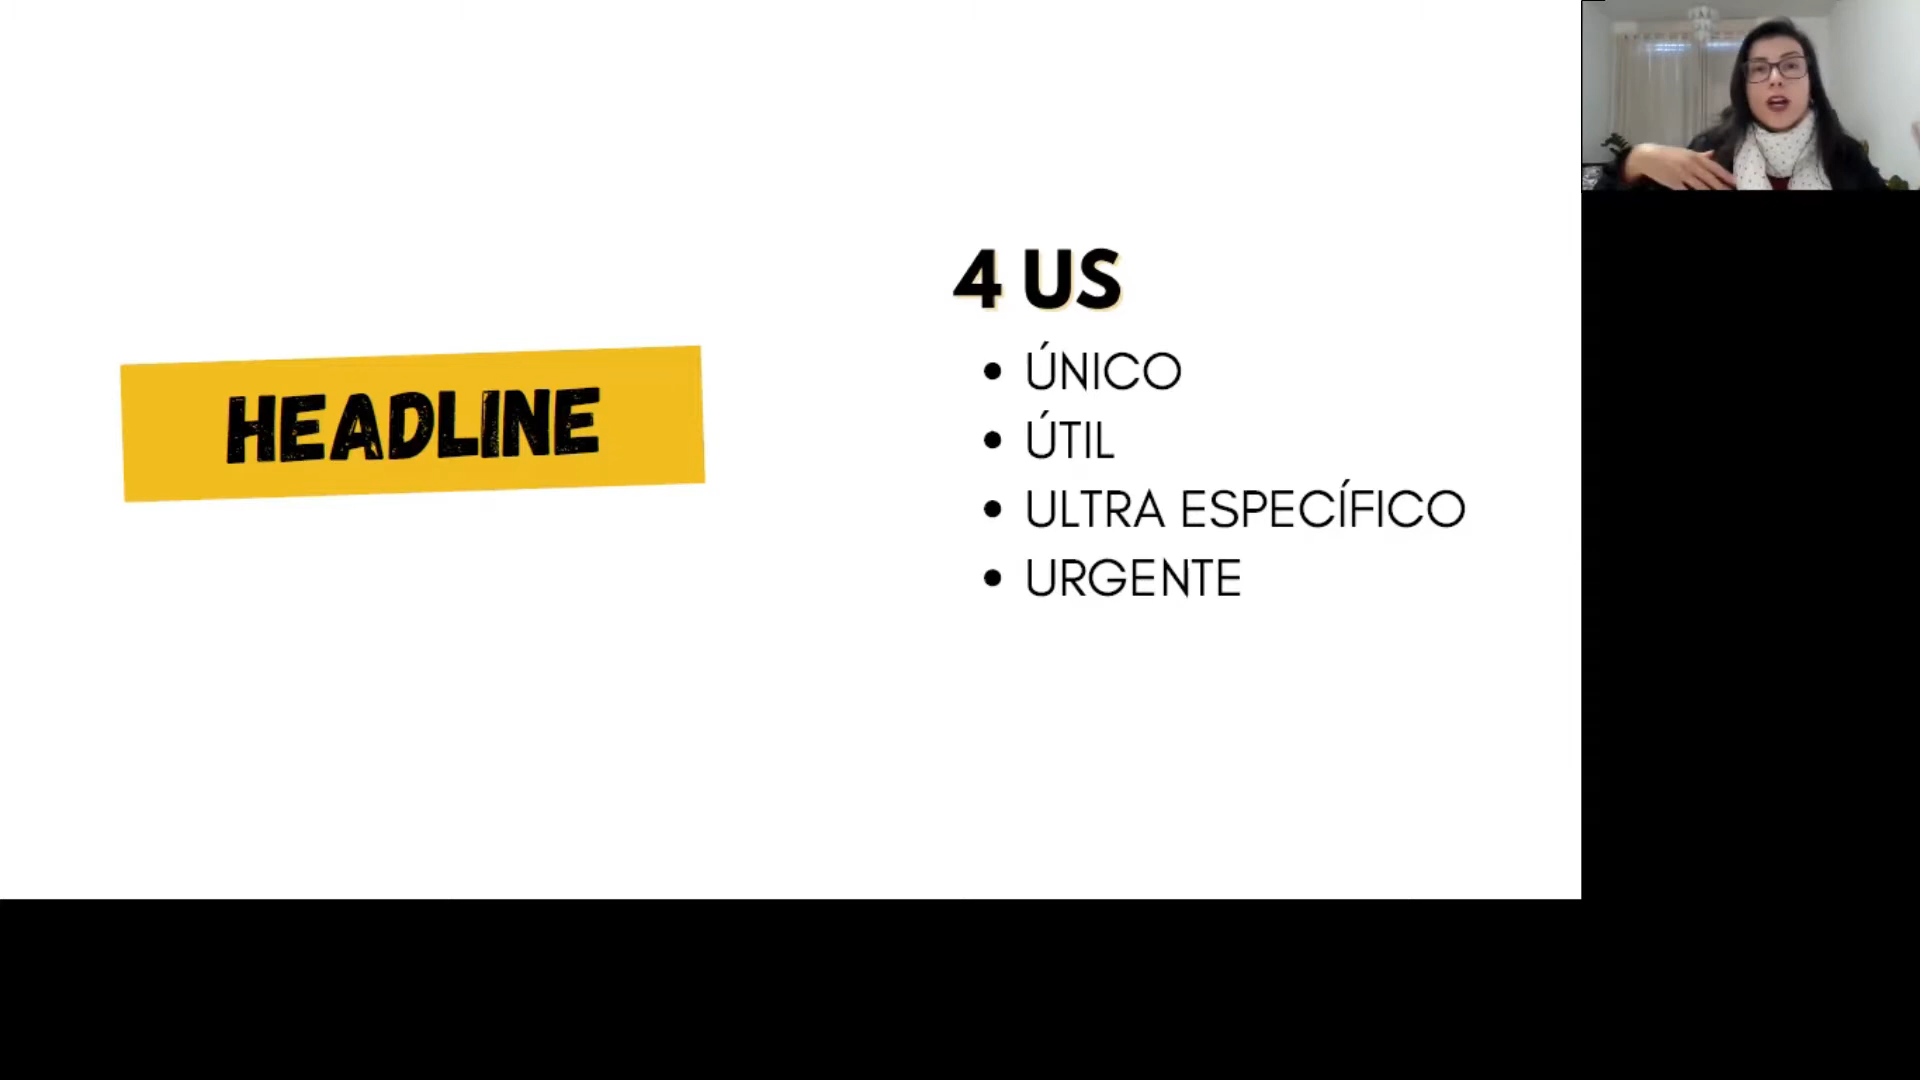 HEADLINE
4 US
• ÚNICO
• ÚTIL
• ULTRA ESPECÍFICO
• URGENTE